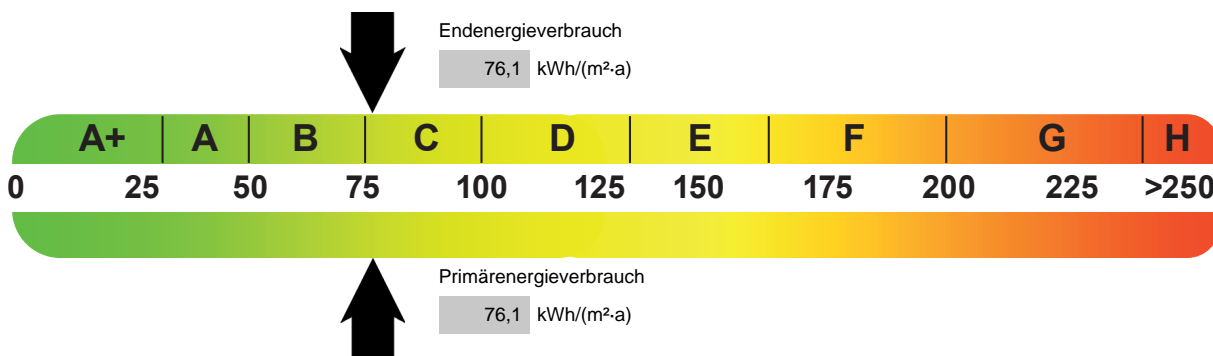 Endenergieverbrauch
76,1 kWh/(m²·a)
A+ A B C D E F G H
0 25 50 75 100 125 150 175 200 225 >250
Primärenergieverbrauch
76,1 kWh/(m²·a)